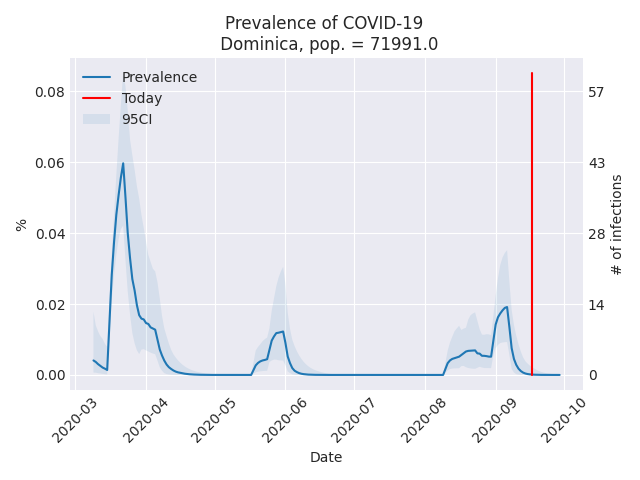 Prevalence of COVID-19
Dominica, pop. = 71991.0
Prevalence
Today
95CI
0.08
0.06
0.04
0.02
0.00
%
57
43
28
14
0
# of infections
2020-03
2020-04
2020-05
2020-06
2020-07
2020-08
2020-09
2020-10
Date